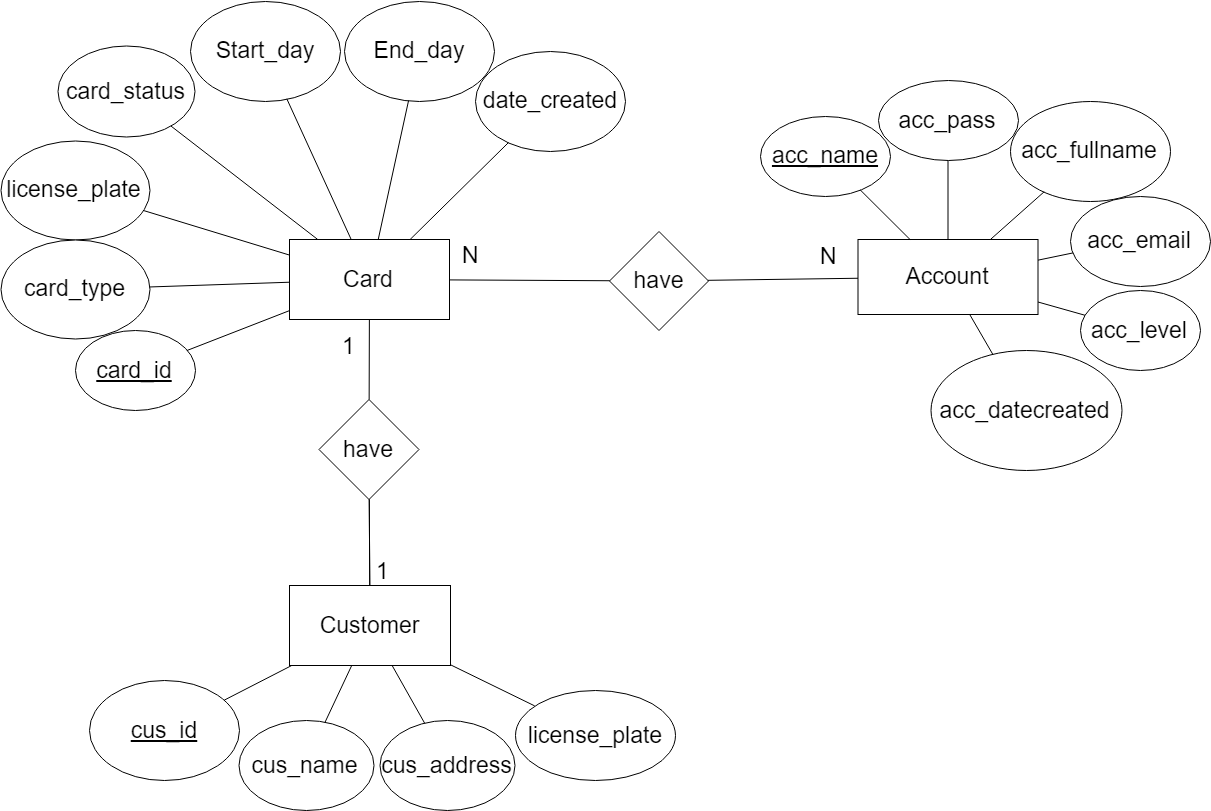 Start_day
End_day
card_status
date_created
acc_pass
acc_name
acc_fullname
license_plate
acc_email
N
N
Card
have
Account
card_type
acc_level
1
card_id
acc_datecreated
have
1
Customer
cus_id
license_plate
cus_name
cus_address